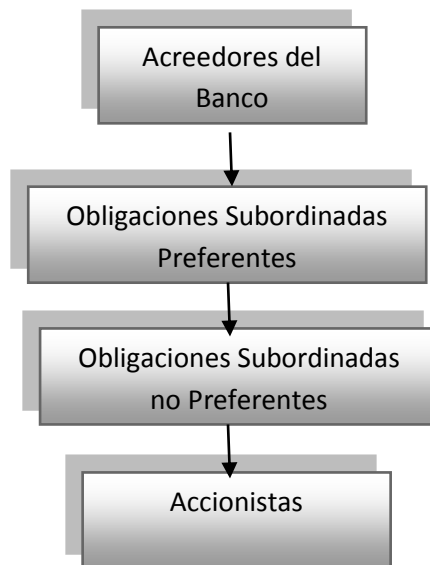 Acreedores del
Banco
Obligaciones Subordinadas
Preferentes
Obligaciones Subordinadas
no Preferentes
Accionistas